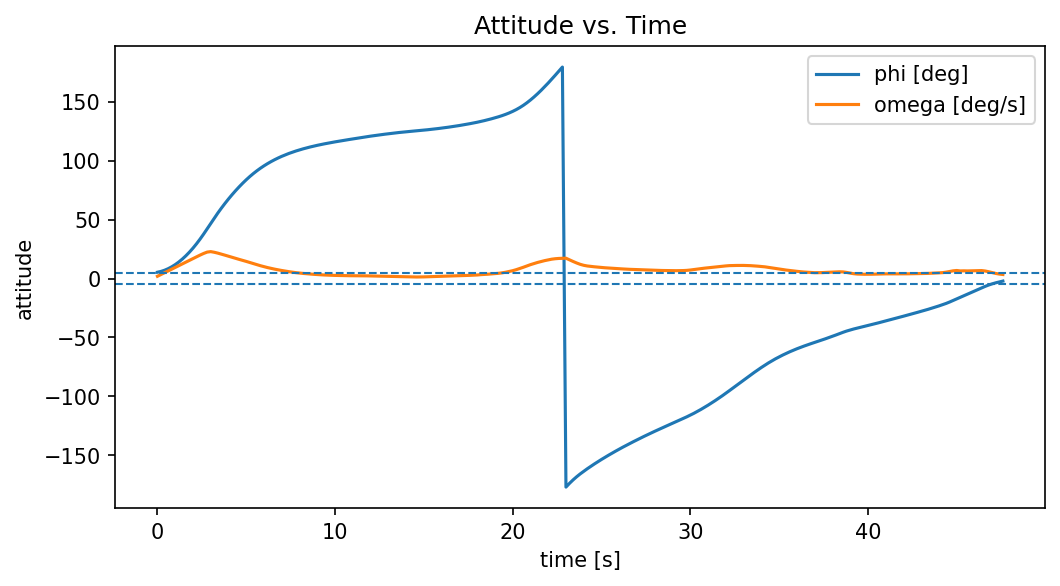 Attitude vs. Time
phi [deg]
omega [deg/s]
attitude
150
100
50
0
−50
−100
−150
0 10 20 30 40
time [s]